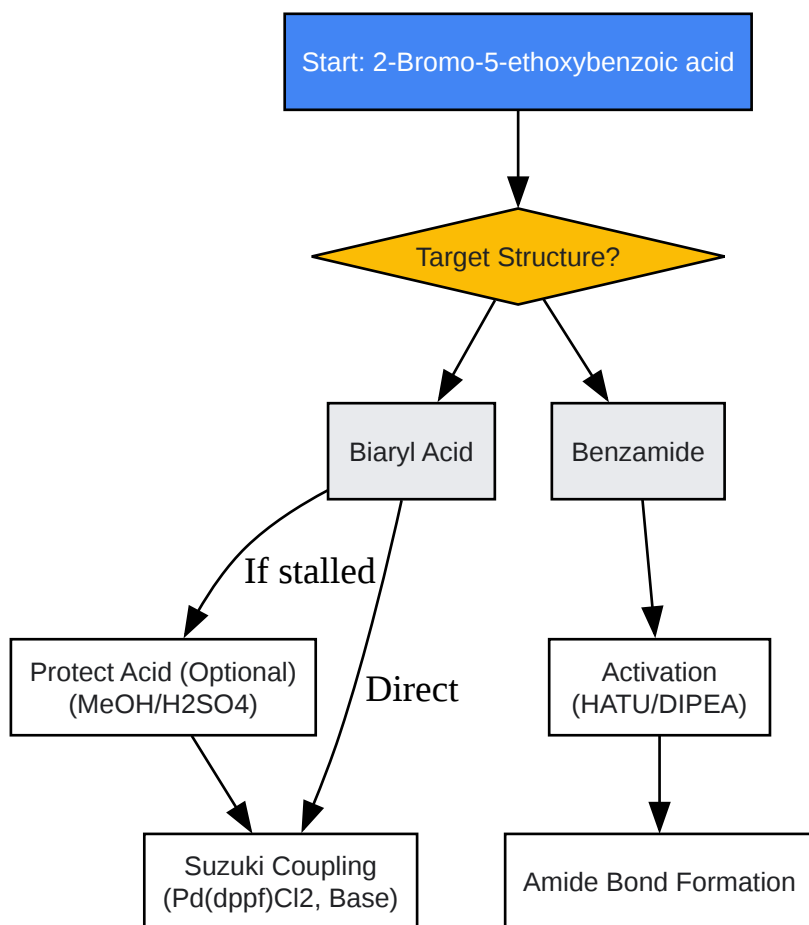 Start: 2-Bromo-5-ethoxybenzoic acid
Target Structure?
Biaryl Acid
Benzamide
If stalled
Protect Acid (Optional)
(MeOH/H2SO4)
Direct
Activation
(HATU/DIPEA)
Suzuki Coupling
(Pd(dppf)Cl2, Base)
Amide Bond Formation